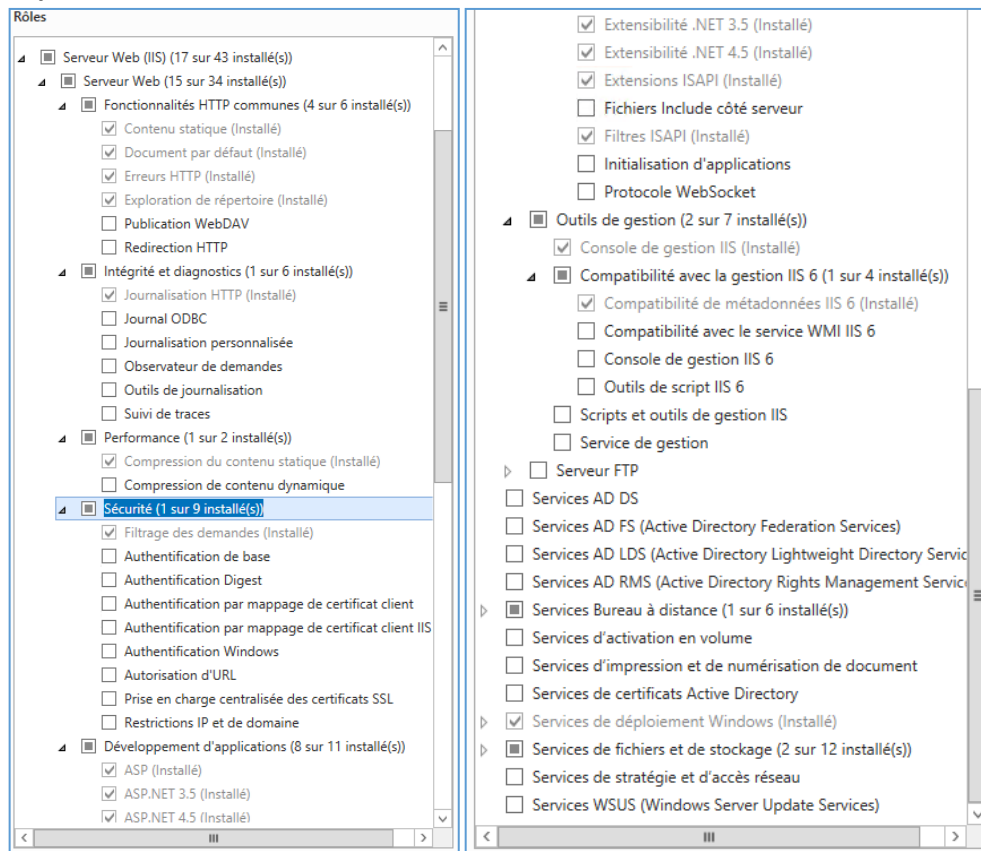 Rôles
Serveur Web (IIS) (17 sur 43 installé(s))
Serveur Web (15 sur 34 installé(s))
Fonctionnalités HTTP communes (4 sur 6 installé(s))
Contenu statique (Installé)
Document par défaut (Installé)
Erreurs HTTP (Installé)
Exploration de répertoire (Installé)
Publication WebDAV
Redirection HTTP
Intégrité et diagnostics (1 sur 6 installé(s))
Journalisation HTTP (Installé)
Journal ODBC
Journalisation personnalisée
Observateur de demandes
Outils de journalisation
Suivi de traces
Performance (1 sur 2 installé(s))
Compression du contenu statique (Installé)
Compression de contenu dynamique
Sécurité (1 sur 9 installé(s))
Filtrage des demandes (Installé)
Authentification de base
Authentification Digest
Authentification par mappage de certificat client
Authentification par mappage de certificat client IIS
Authentification Windows
Autorisation d'URL
Prise en charge centralisée des certificats SSL
Restrictions IP et de domaine
Développement d'applications (8 sur 11 installé(s))
ASP (Installé)
ASP.NET 3.5 (Installé)
ASP.NET 4.5 (Installé)
Extensibilité .NET 3.5 (Installé)
Extensibilité .NET 4.5 (Installé)
Extensions ISAPI (Installé)
Fichiers Include côté serveur
Filtres ISAPI (Installé)
Initialisation d'applications
Protocole WebSocket
Outils de gestion (2 sur 7 installé(s))
Console de gestion IIS (Installé)
Compatibilité avec la gestion IIS 6 (1 sur 4 installé(s))
Compatibilité de métadonnées IIS 6 (Installé)
Compatibilité avec le service WMI IIS 6
Console de gestion IIS 6
Outils de script IIS 6
Scripts et outils de gestion IIS
Service de gestion
Serveur FTP
Services AD DS
Services AD FS (Active Directory Federation Services)
Services AD LDS (Active Directory Lightweight Directory Servic
Services AD RMS (Active Directory Rights Management Service
Services Bureau à distance (1 sur 6 installé(s))
Services d'activation en volume
Services d'impression et de numérisation de document
Services de certificats Active Directory
Services de déploiement Windows (Installé)
Services de fichiers et de stockage (2 sur 12 installé(s))
Services de stratégie et d'accès réseau
Services WSUS (Windows Server Update Services)